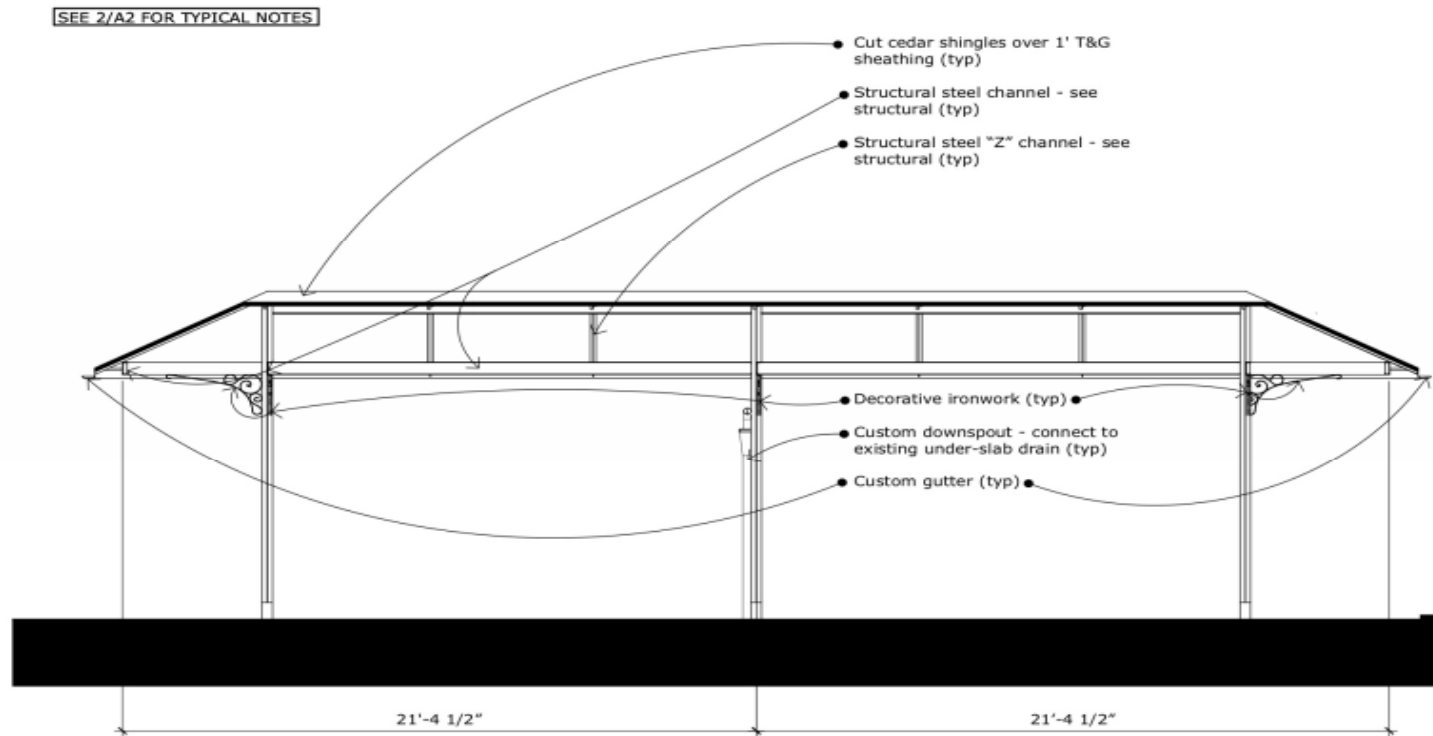 SEE 2/A2 FOR TYPICAL NOTES
Cut cedar shingles over 1' T&G
sheathing (typ)
Structural steel channel - see
structural (typ)
Structural steel “Z” channel - see
structural (typ)
Decorative ironwork (typ)
Custom downspout - connect to
existing under-slab drain (typ)
Custom gutter (typ)
21'-4 1/2”
21'-4 1/2”